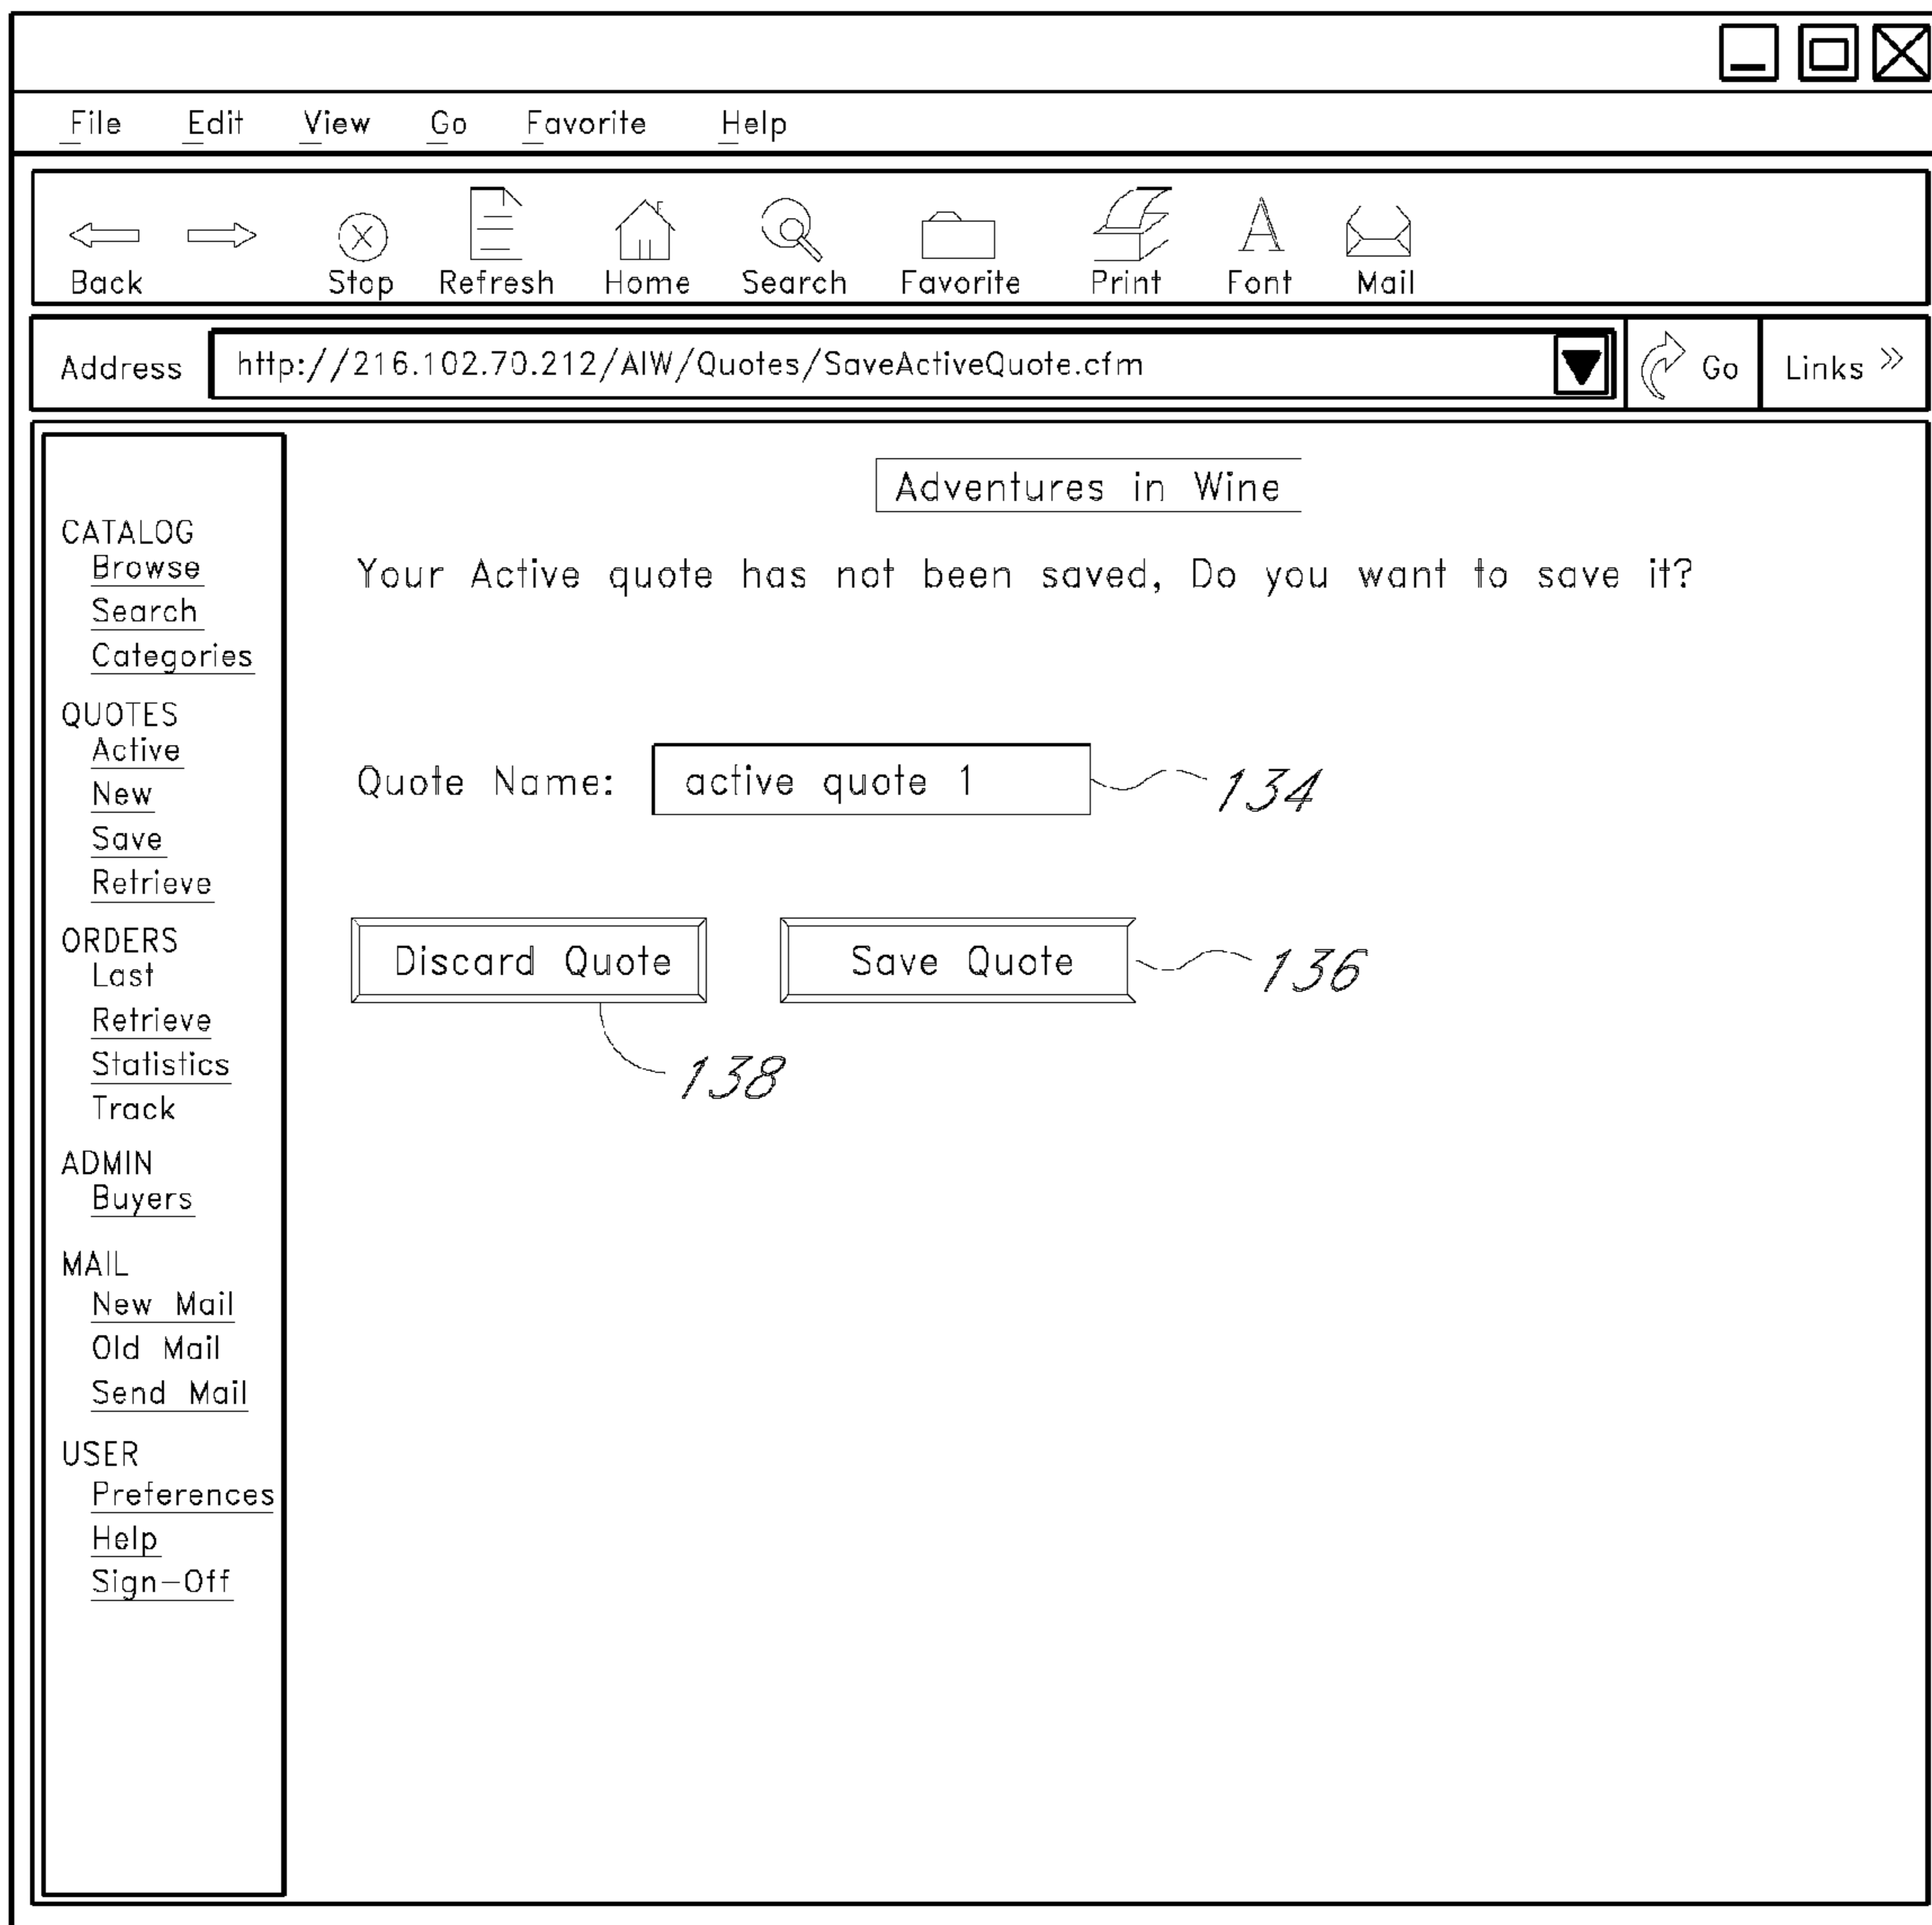 File Edit View Go Favorite Help
Back Stop Refresh Home Search Favorite Print Font Mail
Address http://216.102.70.212/AIW/Quotes/SaveActiveQuote.cfm Go Links »
Adventures in Wine
Your Active quote has not been saved, Do you want to save it?
Quote Name: active quote 1 134
Discard Quote Save Quote 136
138
CATALOG
Browse
Search
Categories
QUOTES
Active
New
Save
Retrieve
ORDERS
Last
Retrieve
Statistics
Track
ADMIN
Buyers
MAIL
New Mail
Old Mail
Send Mail
USER
Preferences
Help
Sign-Off